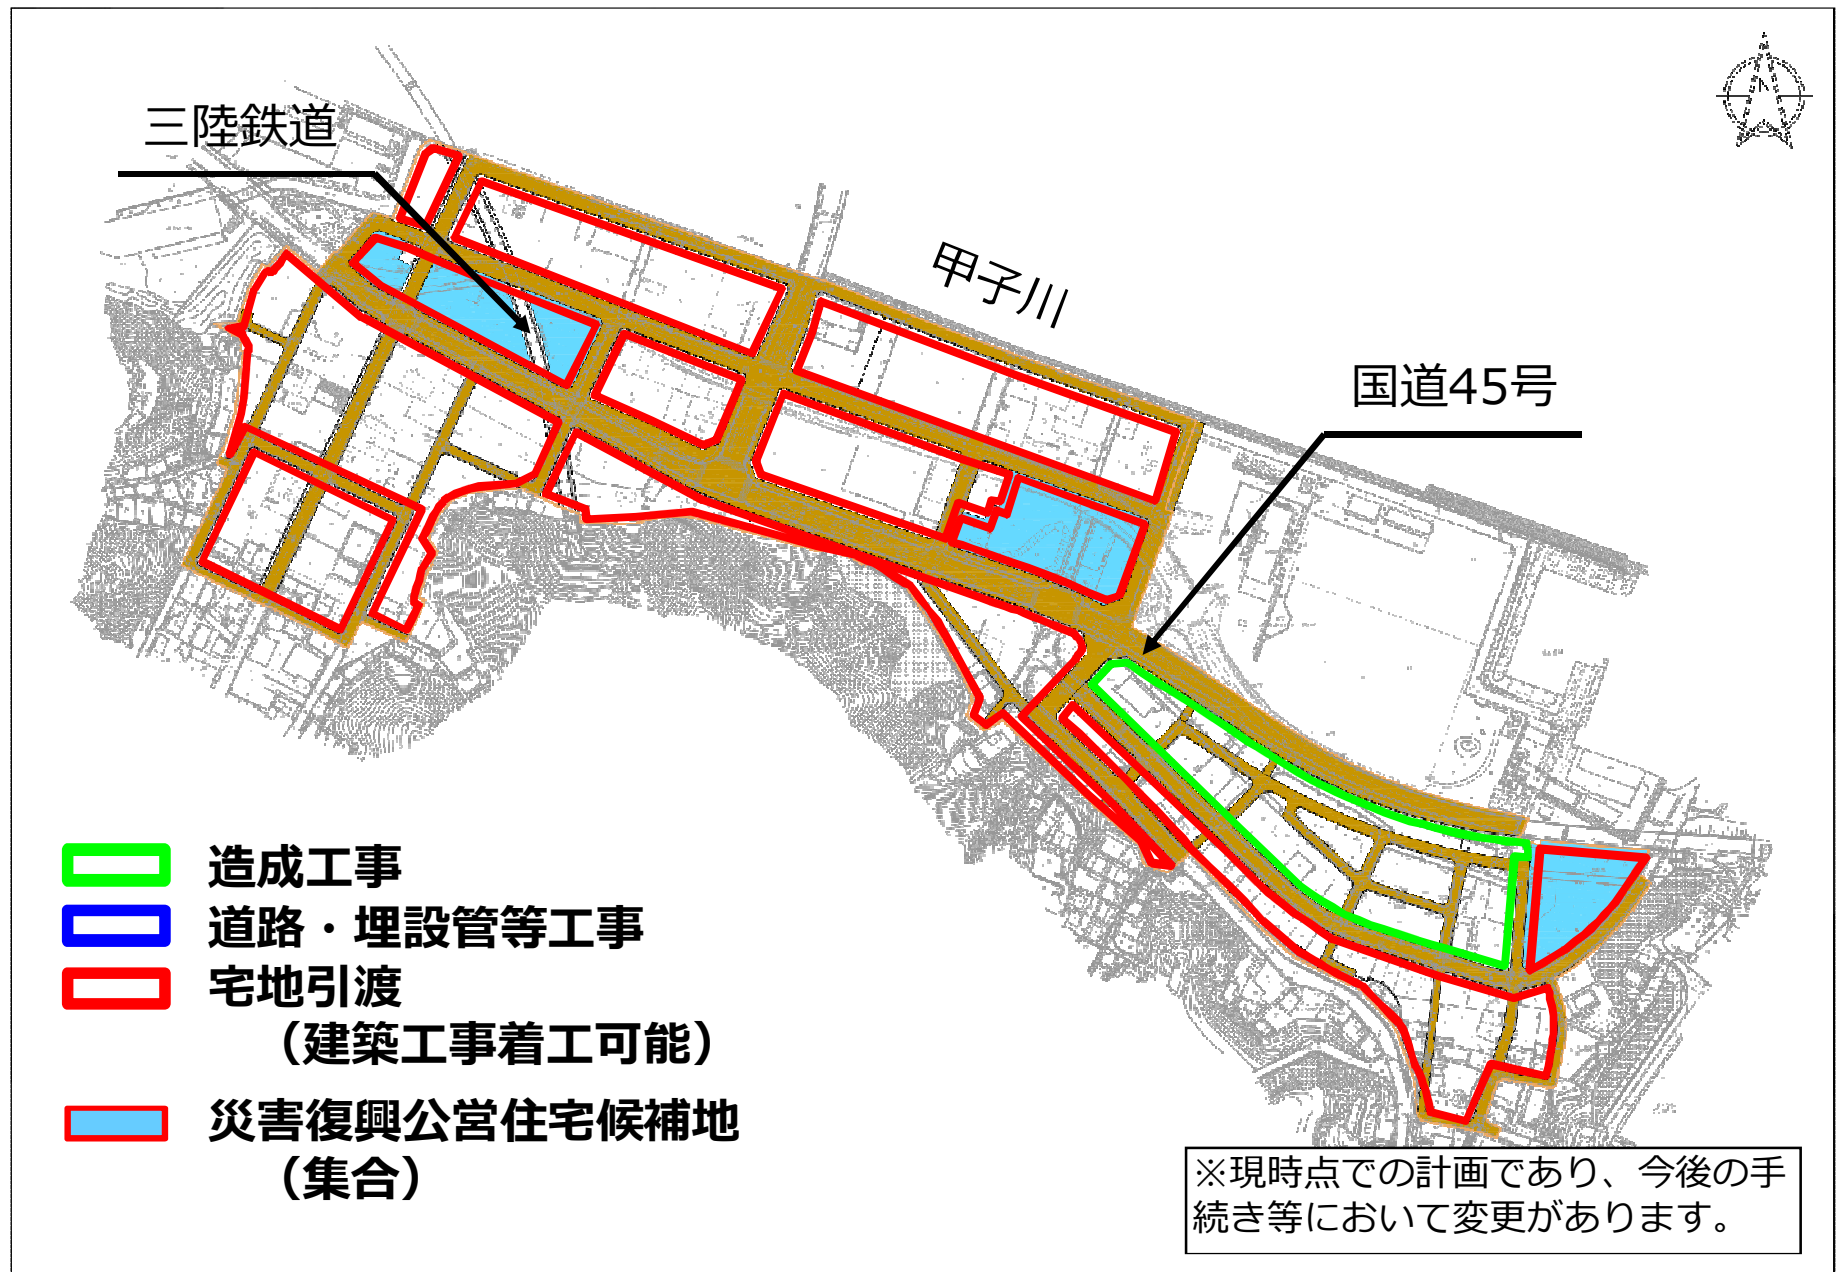 N
三陸鉄道
甲子川
国道45号
造成工事
道路・埋設管等工事
宅地引渡
（建築工事着工可能）
災害復興公営住宅候補地
（集合）
※現時点での計画であり、今後の手
続き等において変更があります。